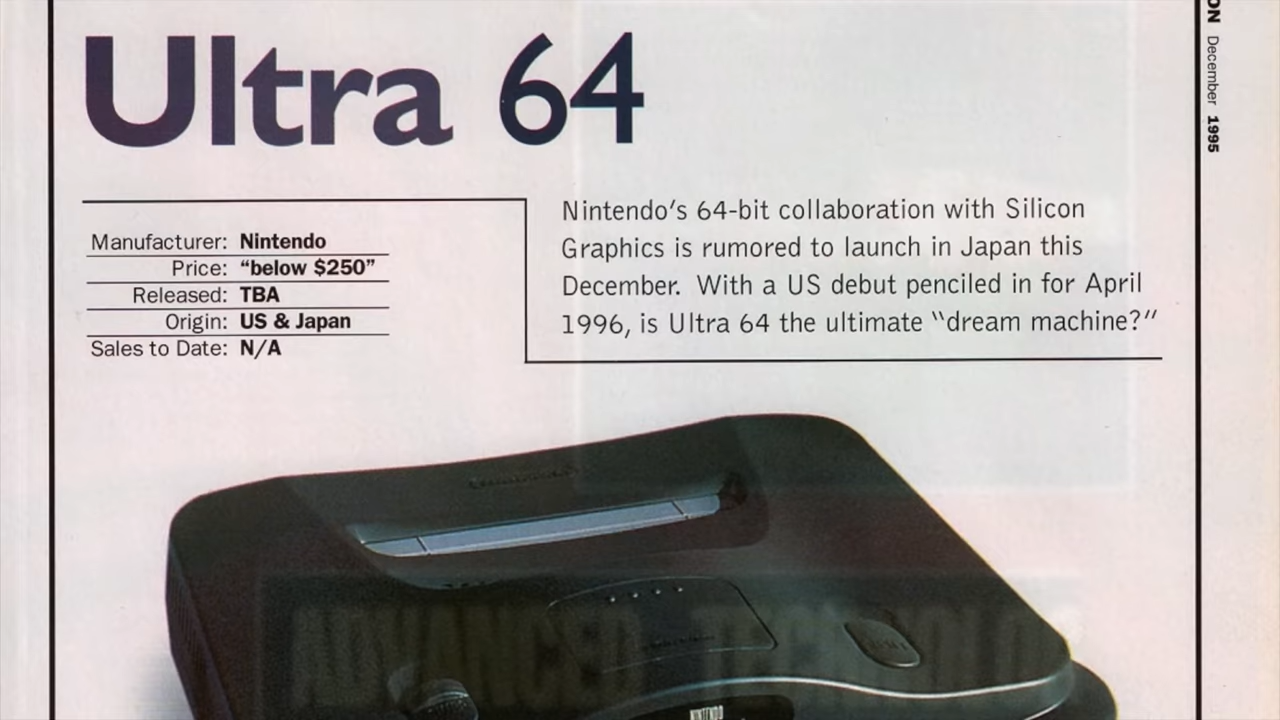 Ultra 64
ON December 1995
Manufacturer: Nintendo
Price: “below $250”
Released: TBA
Origin: US & Japan
Sales to Date: N/A
Nintendo’s 64-bit collaboration with Silicon
Graphics is rumored to launch in Japan this
December. With a US debut penciled in for April
1996, is Ultra 64 the ultimate “dream machine?”
ADVANCED TECHNOLOGY